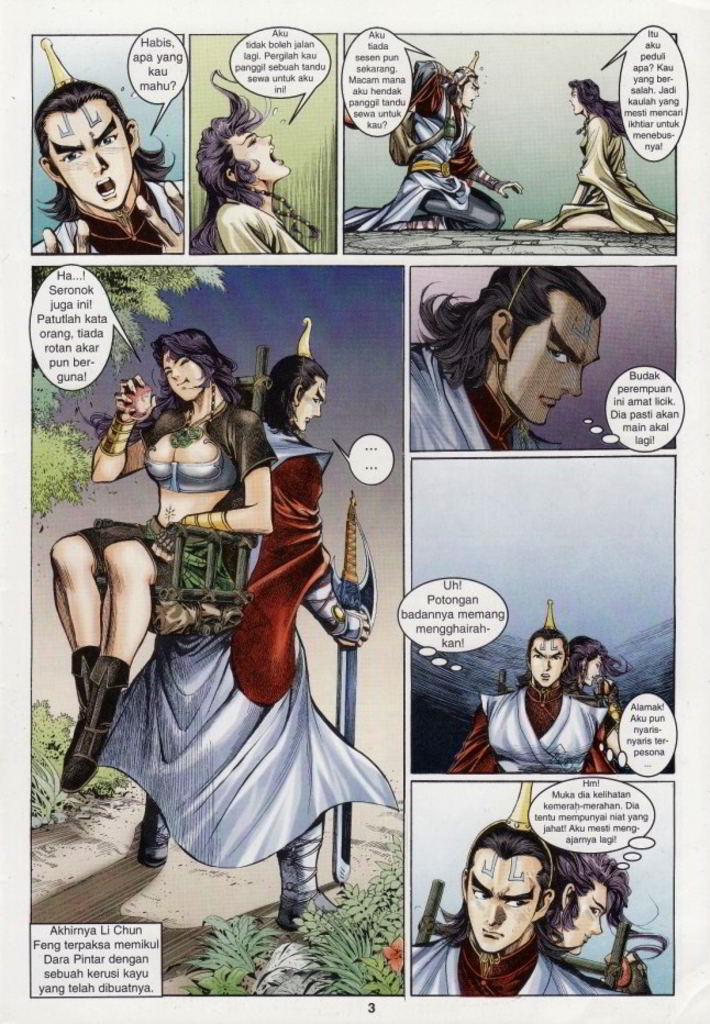 Habis,
apa yang
kau
mahu?
Aku
tidak boleh jalan
lagi. Pergilah kau
panggil sebuah tandu
sewa untuk aku
ini!
Aku
tiada
sesen pun
sekarang.
Macam mana
aku hendak
panggil tandu
sewa untuk
kau?
Itu
aku
peduli
apa? Kau
yang ber-
salah. Jadi
kaulah yang
mesti mencari
ikhtiar untuk
menebus-
nya!
Ha...!
Seronok
juga ini!
Patutlah kata
orang, tiada
rotan akar
pun ber-
guna!
...
...
Akhirnya Li Chun
Feng terpaksa memikul
Dara Pintar dengan
sebuah kerusi kayu
yang telah dibuatnya.
Budak
perempuan
ini amat licik.
Dia pasti akan
main akal
lagi!
Uh!
Potongan
badannya memang
mengghairah-
kan!
Alamak!
Aku pun
nyaris-
nyaris ter-
pesona
...
Hm!
Muka dia kelihatan
kemerah-merahan. Dia
tentu mempunyai niat yang
jahat! Aku mesti meng-
ajarnya lagi!
3